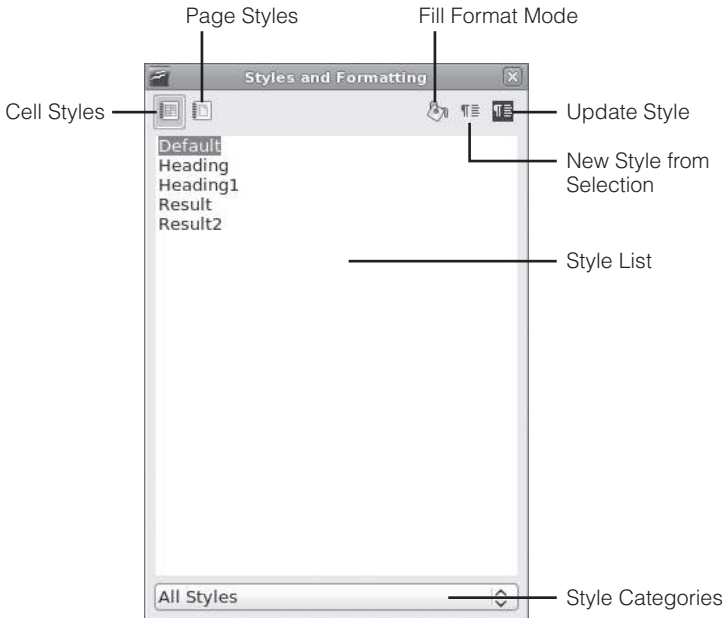 Page Styles
Fill Format Mode
Styles and Formatting
Cell Styles
Update Style
Default
Heading
Heading1
Result
Result2
New Style from
Selection
Style List
All Styles
Style Categories